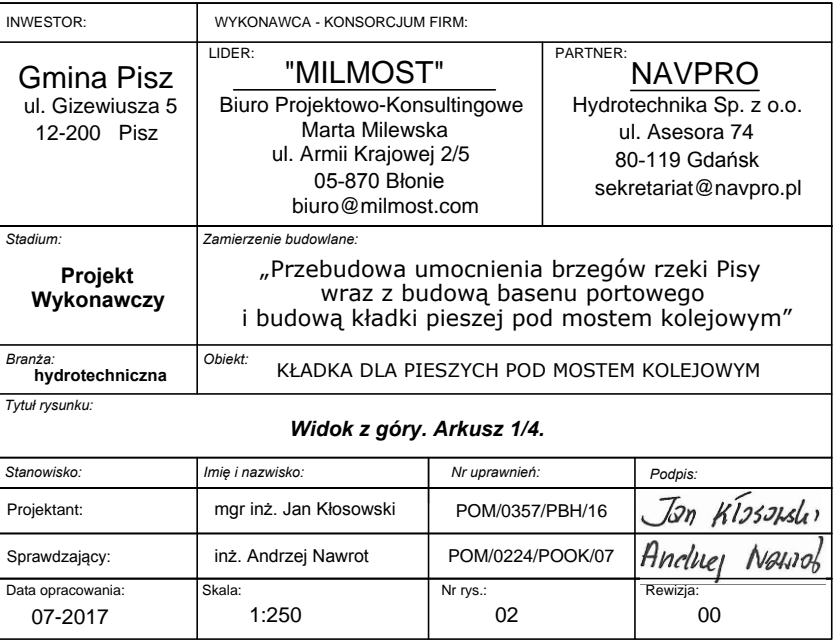 INWESTOR:
WYKONAWCA - KONSORCJUM FIRM:
Gmina Pisz
ul. Gizewiusza 5
12-200 Pisz
LIDER:
"MILMOST"
Biuro Projektowo-Konsultingowe
Marta Milewska
ul. Armii Krajowej 2/5
05-870 Błonie
biuro@milmost.com
PARTNER:
NAVPRO
Hydrotechnika Sp. z o.o.
ul. Asesora 74
80-119 Gdańsk
sekretariat@navpro.pl
Stadium:
Projekt
Wykonawczy
Zamierzenie budowlane:
„Przebudowa umocnienia brzegów rzeki Pisy
wraz z budową basenu portowego
i budową kładki pieszej pod mostem kolejowym”
Branża:
hydrotechniczna
Obiekt:
KŁADKA DLA PIESZYCH POD MOSTEM KOLEJOWYM
Tytuł rysunku:
Widok z góry. Arkusz 1/4.
Stanowisko:
Imię i nazwisko:
Nr uprawnień:
Podpis:
Projektant:
mgr inż. Jan Kłosowski
POM/0357/PBH/16
Jan Kłosowski
Sprawdzający:
inż. Andrzej Nawrot
POM/0224/POOK/07
Andrzej Nawrot
Data opracowania:
07-2017
Skala:
1:250
Nr rys.:
02
Rewizja:
00